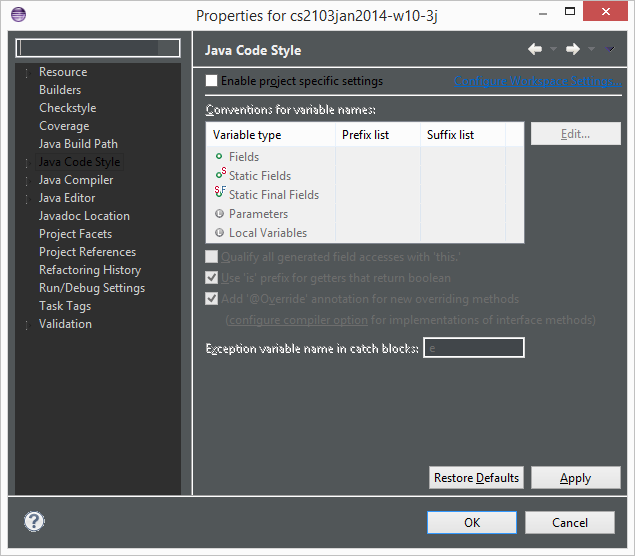 Properties for cs2103jan2014-w10-3j
Resource
Builders
Checkstyle
Coverage
Java Build Path
Java Code Style
Java Compiler
Java Editor
Javadoc Location
Project Facets
Project References
Refactoring History
Run/Debug Settings
Task Tags
Validation
Java Code Style
Enable project specific settings
Configure Workspace Settings...
Conventions for variable names:
Variable type Prefix list Suffix list
Edit...
Fields
S Static Fields
S F Static Final Fields
Parameters
L Local Variables
Qualify all generated field accesses with 'this.'
Use 'is' prefix for getters that return boolean
Add '@Override' annotation for new overriding methods
(configure compiler option for implementations of interface methods)
Exception variable name in catch blocks: e
Restore Defaults Apply
? OK Cancel